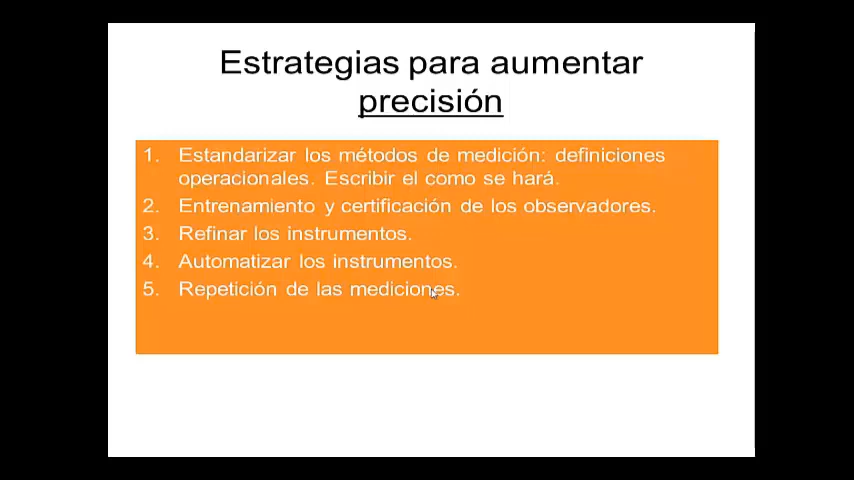 Estrategias para aumentar
precisión
1. Estandarizar los métodos de medición: definiciones
operacionales. Escribir el como se hará.
2. Entrenamiento y certificación de los observadores.
3. Refinar los instrumentos.
4. Automatizar los instrumentos.
5. Repetición de las mediciones.